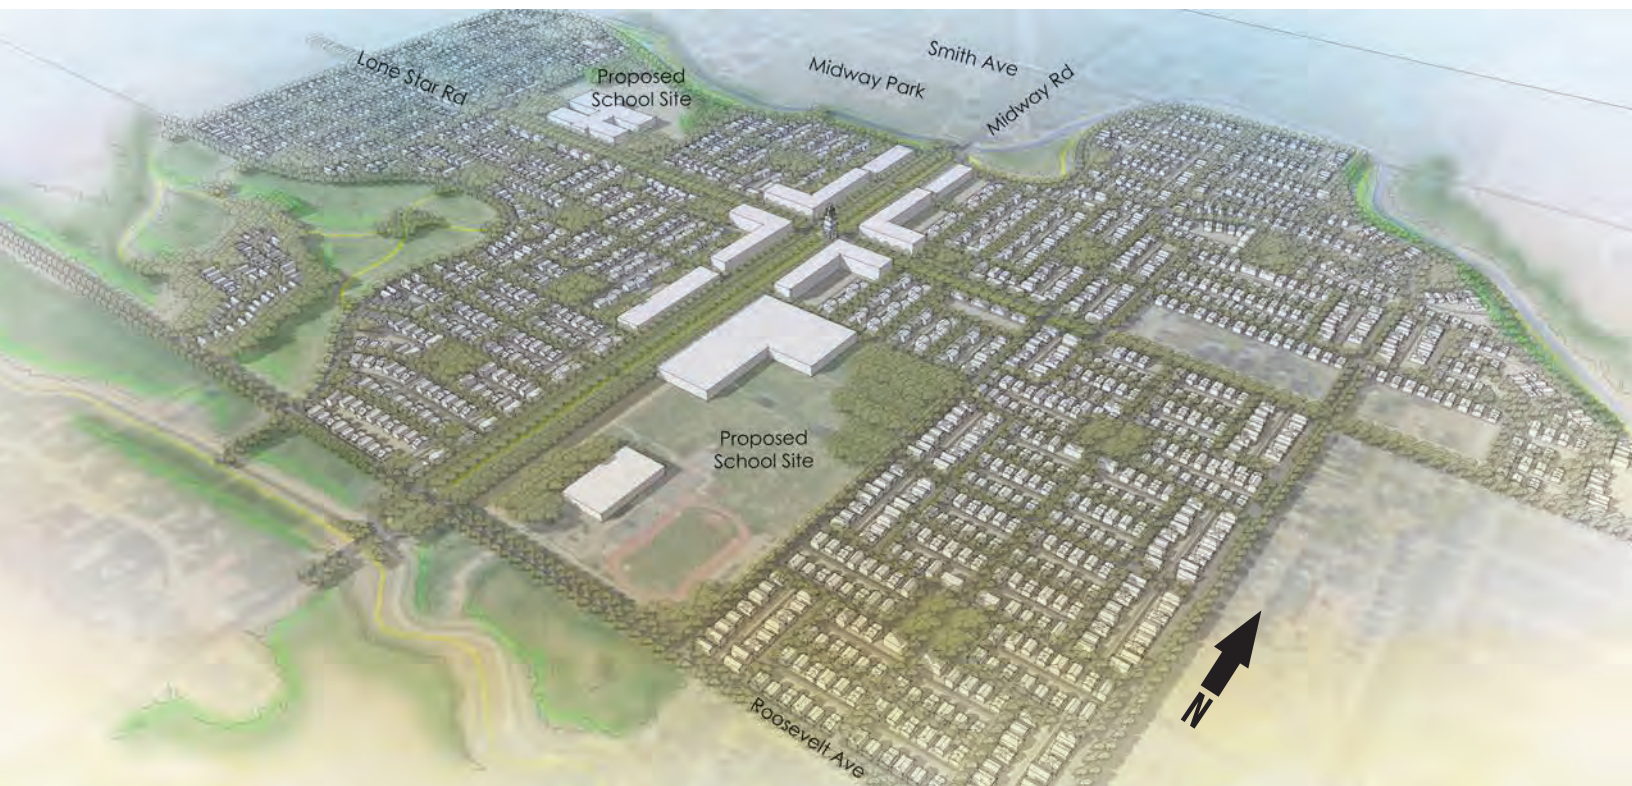 Lone Star Rd
Proposed
School Site
Midway Park
Smith Ave
Midway Rd
Proposed
School Site
Roosevelt Ave
N